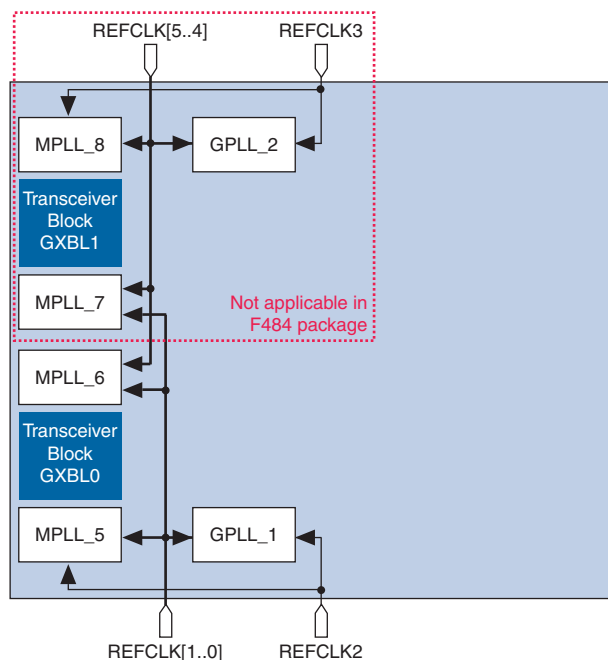 REFCLK[5..4]
REFCLK3
MPLL_8
GPLL_2
Transceiver
Block
GXBL1
MPLL_7
Not applicable in
F484 package
MPLL_6
Transceiver
Block
GXBL0
MPLL_5
GPLL_1
REFCLK[1..0]
REFCLK2